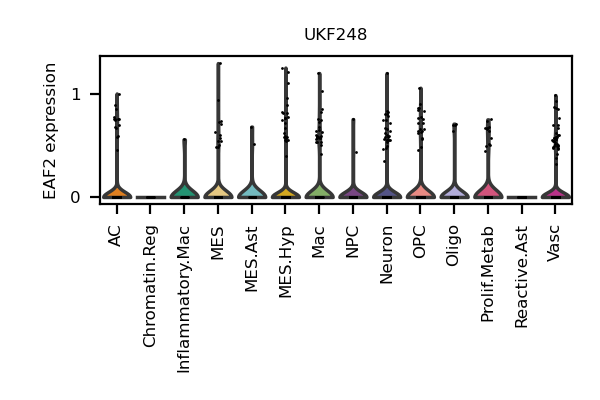 UKF248
EAF2 expression
1
0
AC
Chromatin.Reg
Inflammatory.Mac
MES
MES.Ast
MES.Hyp
Mac
NPC
Neuron
OPC
Oligo
Prolif.Metab
Reactive.Ast
Vasc